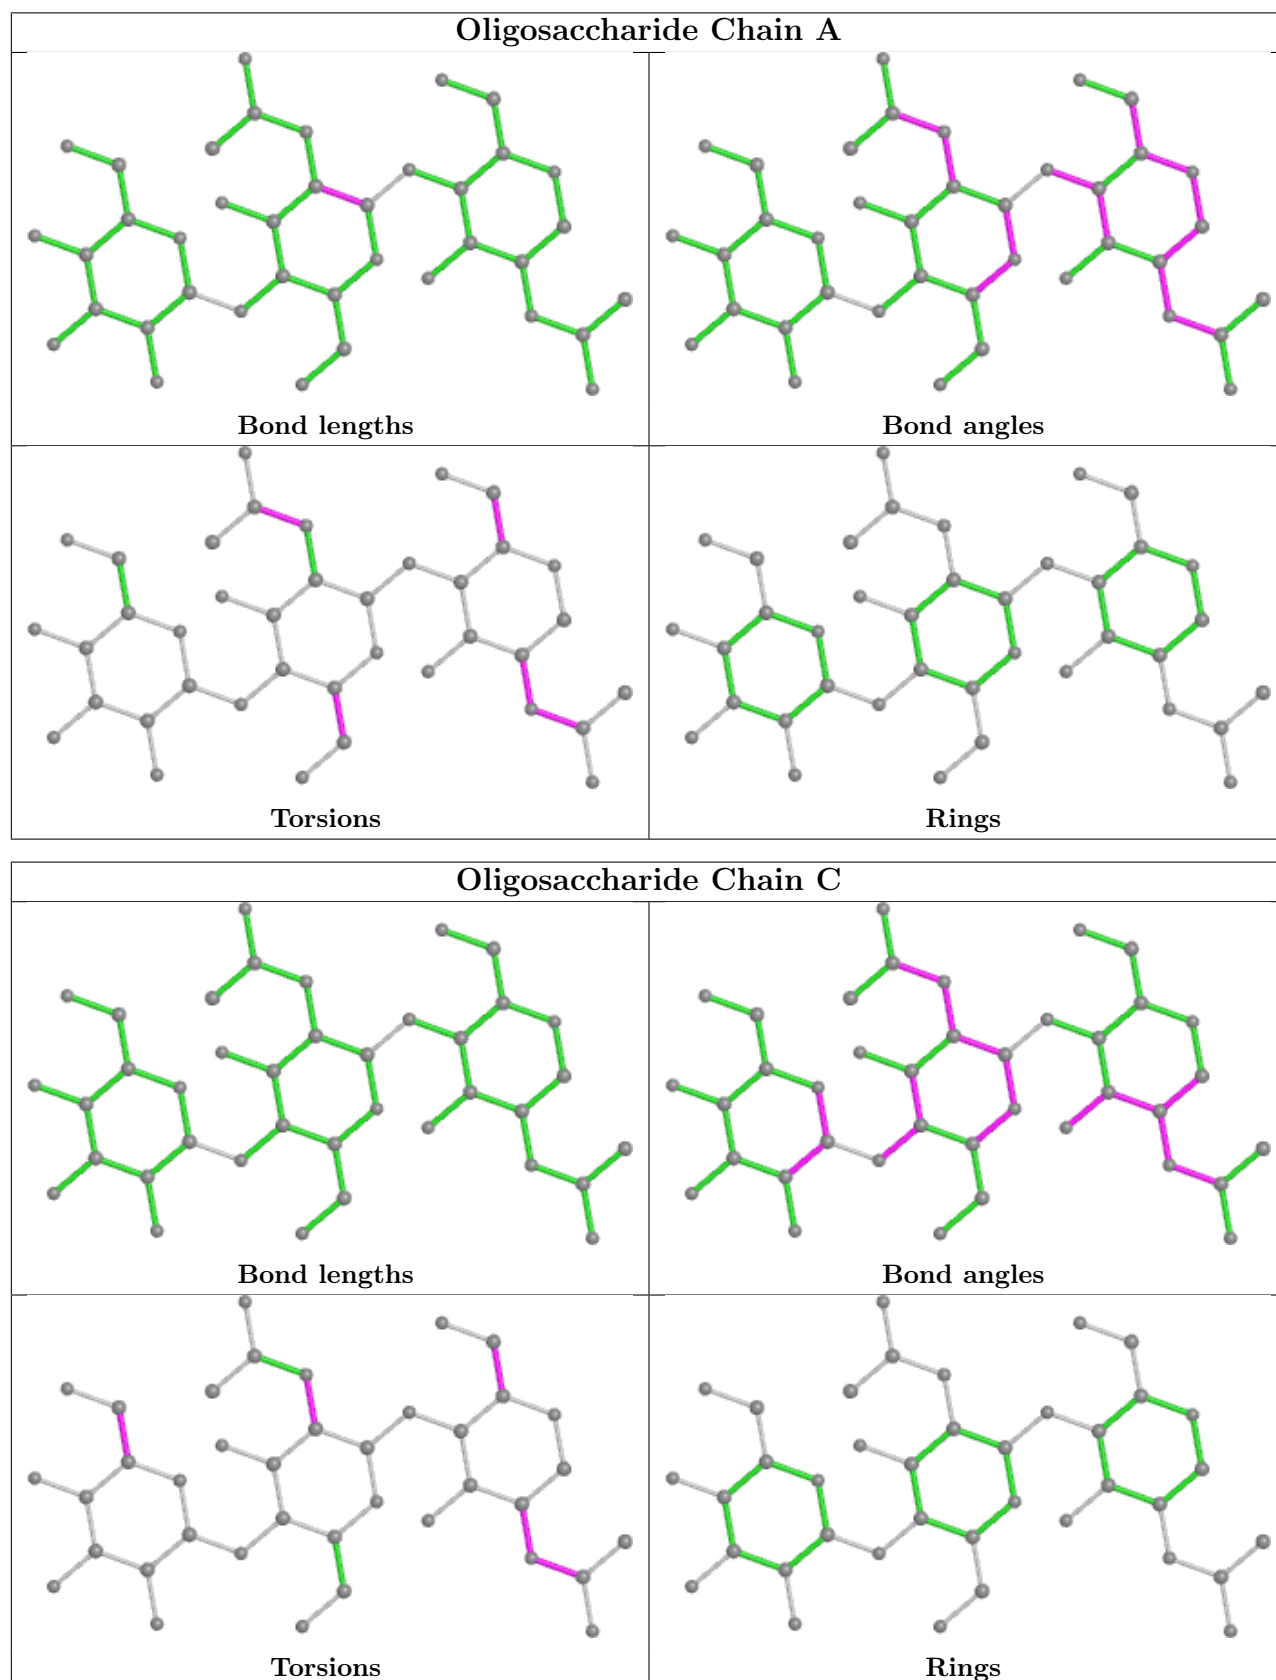 Oligosaccharide Chain A
Bond lengths
Bond angles
Torsions
Rings
Oligosaccharide Chain C
Bond lengths
Bond angles
Torsions
Rings